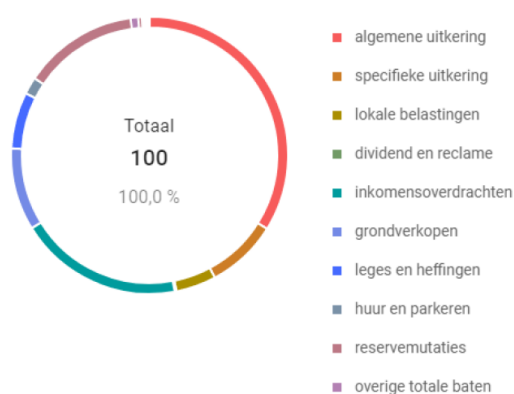 Totaal
100
100,0 %
algemene uitkering
specifieke uitkering
lokale belastingen
dividend en reclame
inkomensoverdrachten
grondverkopen
leges en heffingen
huur en parkeren
reservemutaties
overige totale baten